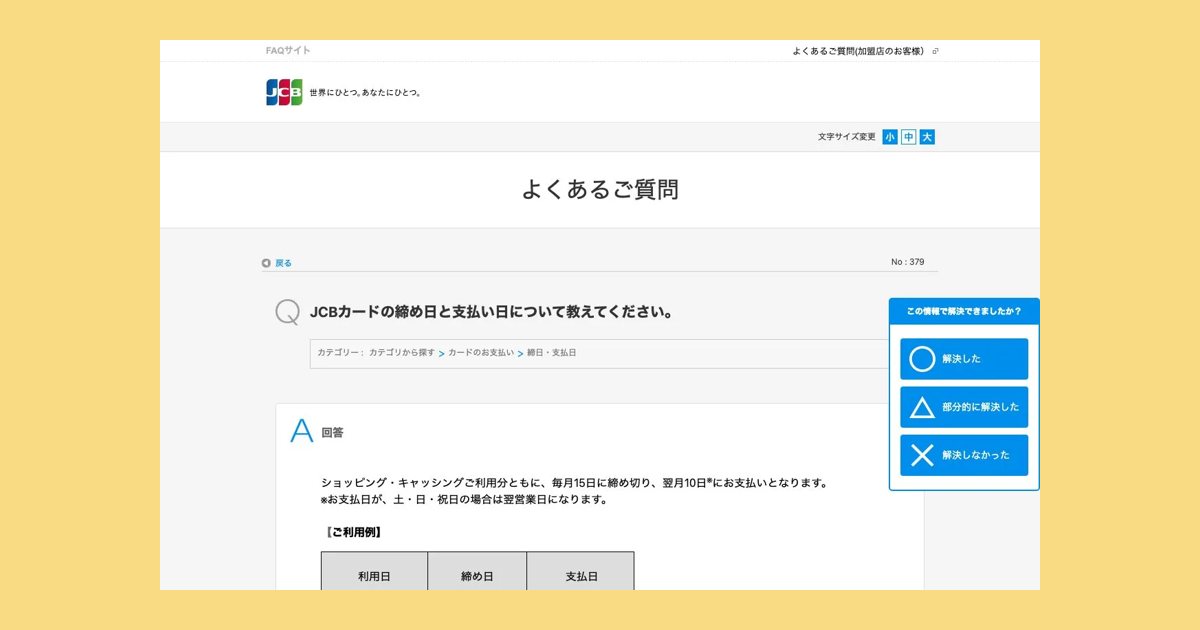 FAQサイト
よくあるご質問(加盟店のお客様)
JCB 世界にひとつ。あなたにひとつ。
文字サイズ変更 小 中 大
よくあるご質問
戻る
No : 379
Q JCBカードの締め日と支払い日について教えてください。
カテゴリー : カテゴリから探す > カードのお支払い > 締日・支払日
この情報で解決できましたか？
解決した
部分的に解決した
解決しなかった
A 回答
ショッピング・キャッシングご利用分ともに、毎月15日に締め切り、翌月10日※にお支払いとなります。
※お支払日が、土・日・祝日の場合は翌営業日になります。
【ご利用例】
利用日 締め日 支払日